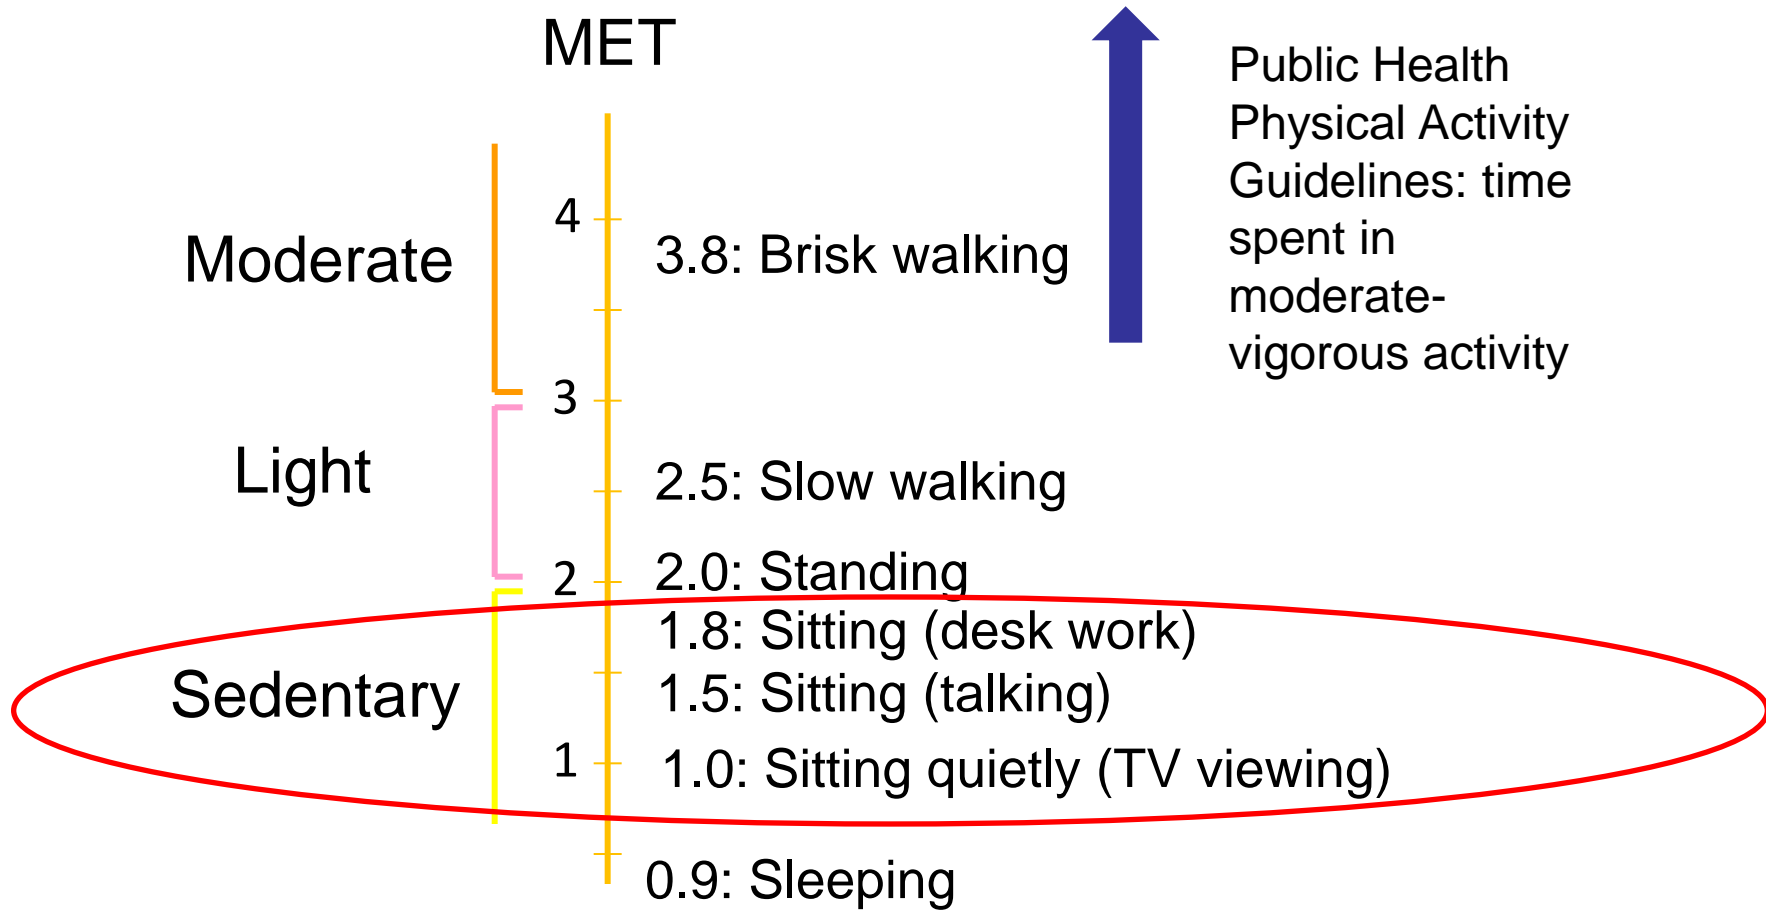 MET
Public Health
Physical Activity
Guidelines: time
spent in
moderate-
vigorous activity
4
Moderate
3.8: Brisk walking
3
Light
2.5: Slow walking
2
2.0: Standing
1.8: Sitting (desk work)
Sedentary
1.5: Sitting (talking)
1
1.0: Sitting quietly (TV viewing)
0.9: Sleeping